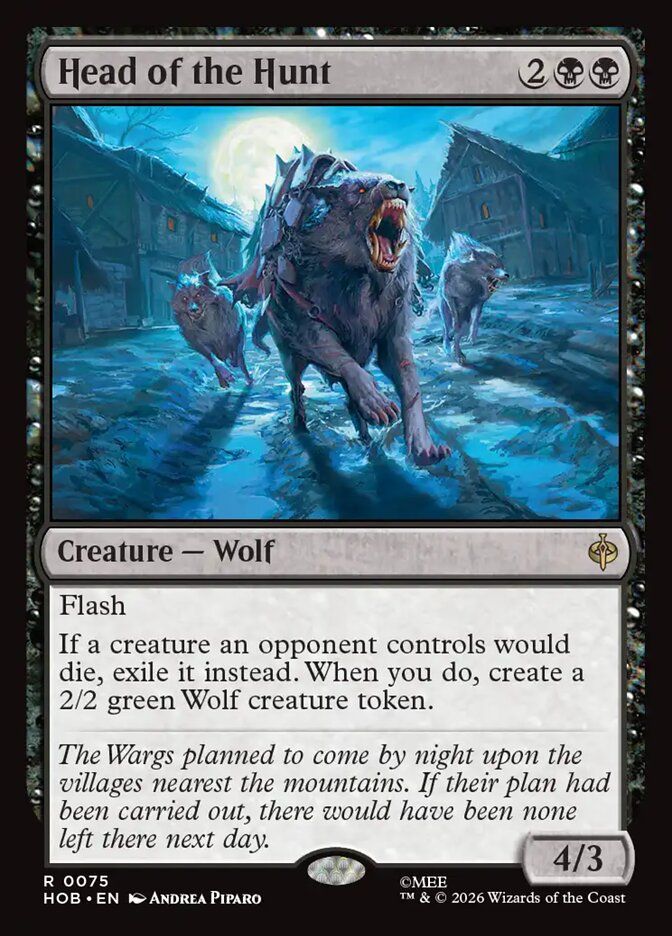 Head of the Hunt 2
Creature — Wolf
Flash
If a creature an opponent controls would
die, exile it instead. When you do, create a
2/2 green Wolf creature token.
The Wargs planned to come by night upon the
villages nearest the mountains. If their plan had
been carried out, there would have been none
left there next day.
4/3
R 0075
HOB • EN Andrea Piparo
©MEE
™ & © 2026 Wizards of the Coast